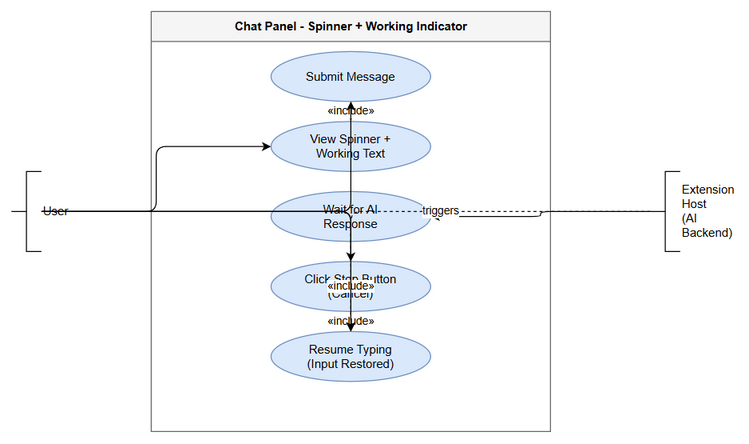 Chat Panel - Spinner + Working Indicator
Submit Message
«include»
View Spinner +
Working Text
User
Wait for AI
Response
triggers
Extension
Host
(AI
Backend)
Click Stop Button
«include»
(Cancel)
«include»
Resume Typing
(Input Restored)